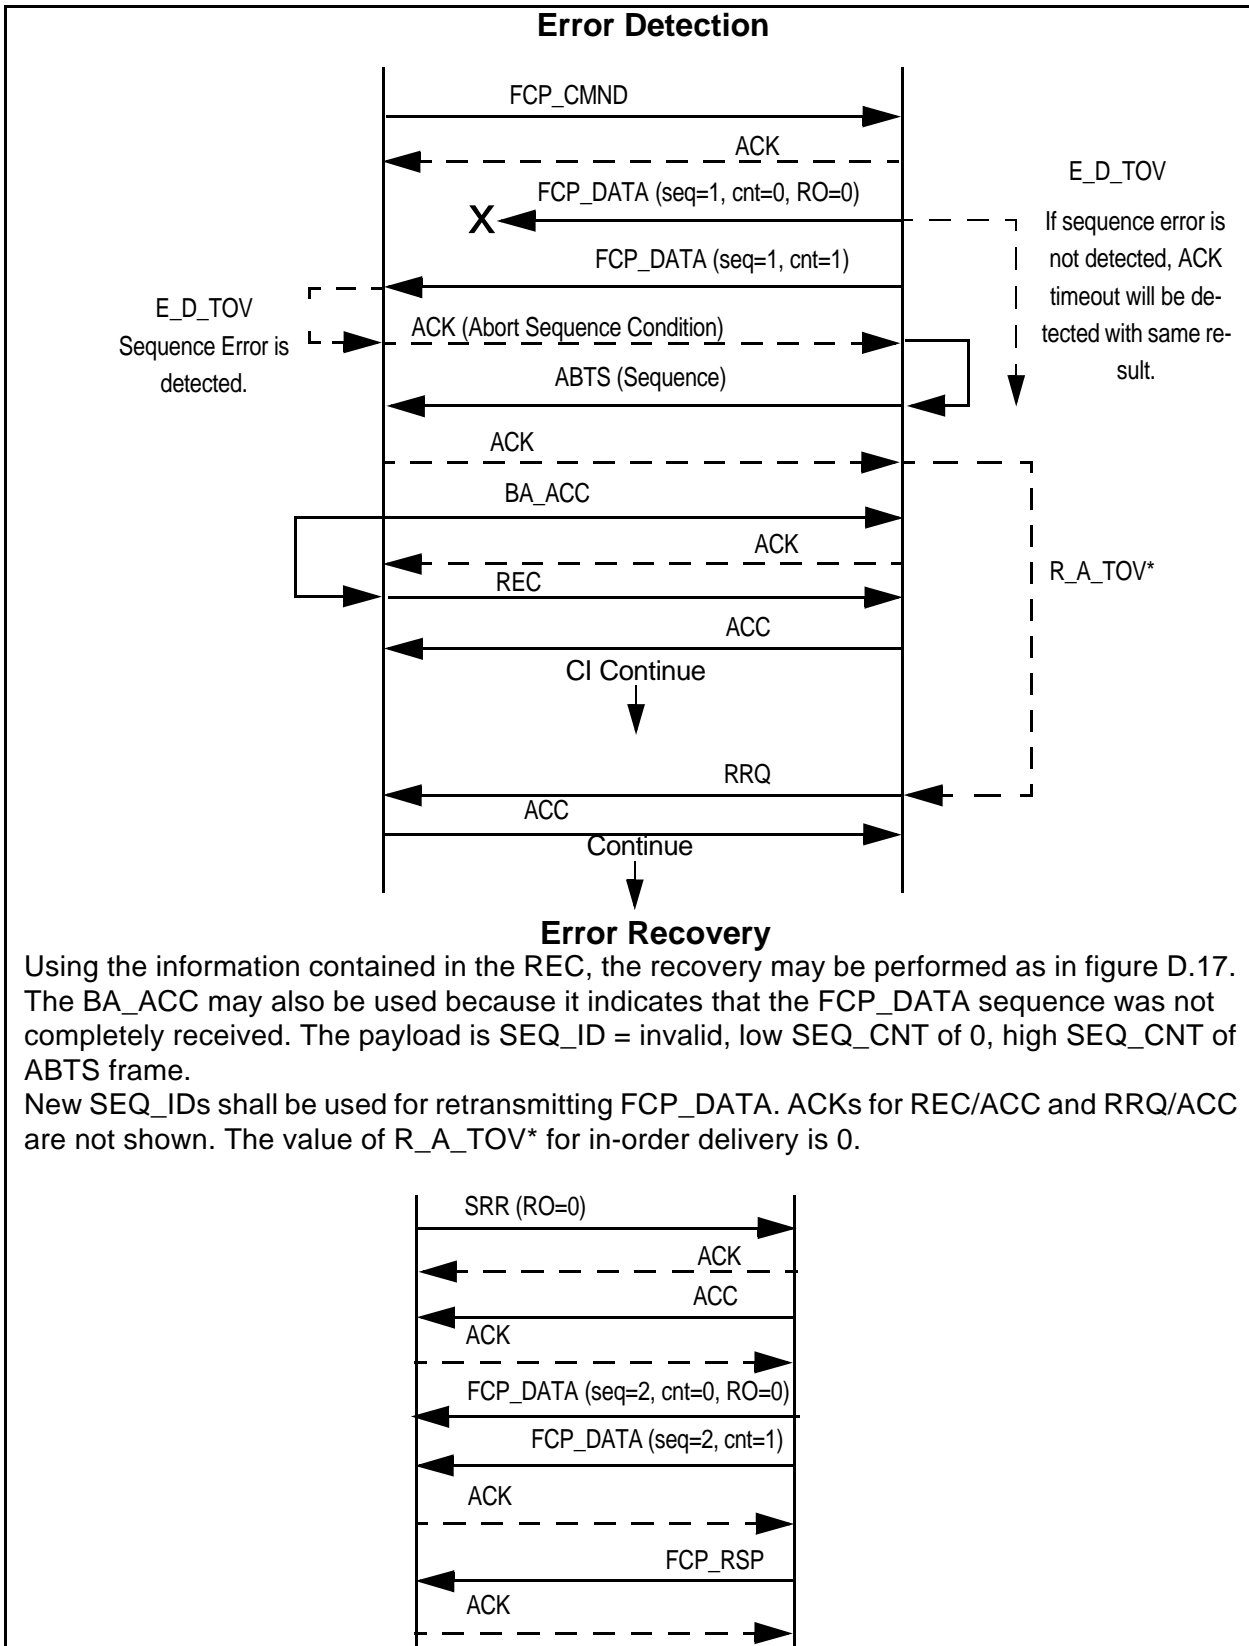 Error Detection
FCP_CMND
ACK
E_D_TOV
FCP_DATA (seq=1, cnt=0, RO=0)
X
If sequence error is
not detected, ACK
timeout will be de-
tected with same re-
sult.
FCP_DATA (seq=1, cnt=1)
E_D_TOV
Sequence Error is
detected.
ACK (Abort Sequence Condition)
ABTS (Sequence)
ACK
BA_ACC
ACK
R_A_TOV*
REC
ACC
CI Continue
RRQ
ACC
Continue
Error Recovery
Using the information contained in the REC, the recovery may be performed as in figure D.17.
The BA_ACC may also be used because it indicates that the FCP_DATA sequence was not
completely received. The payload is SEQ_ID = invalid, low SEQ_CNT of 0, high SEQ_CNT of
ABTS frame.
New SEQ_IDs shall be used for retransmitting FCP_DATA. ACKs for REC/ACC and RRQ/ACC
are not shown. The value of R_A_TOV* for in-order delivery is 0.
SRR (RO=0)
ACK
ACC
ACK
FCP_DATA (seq=2, cnt=0, RO=0)
FCP_DATA (seq=2, cnt=1)
ACK
FCP_RSP
ACK